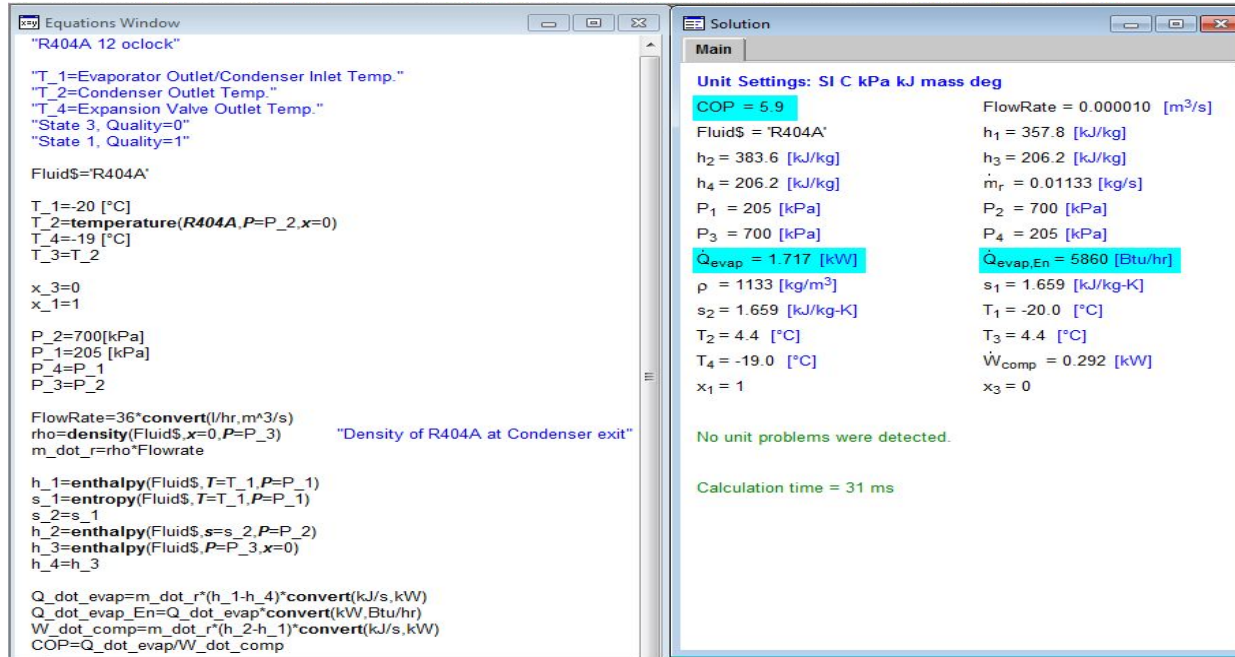 Equations Window
"R404A 12 oclock"
"T_1=Evaporator Outlet/Condenser Inlet Temp."
"T_2=Condenser Outlet Temp."
"T_4=Expansion Valve Outlet Temp."
"State 3, Quality=0"
"State 1, Quality=1"
Fluid$='R404A'
T_1=-20 [°C]
T_2=temperature(R404A,P=P_2,x=0)
T_4=-19 [°C]
T_3=T_2
x_3=0
x_1=1
P_2=700[kPa]
P_1=205 [kPa]
P_4=P_1
P_3=P_2
FlowRate=36*convert(l/hr,m^3/s)
rho=density(Fluid$,x=0,P=P_3) "Density of R404A at Condenser exit"
m_dot_r=rho*Flowrate
h_1=enthalpy(Fluid$,T=T_1,P=P_1)
s_1=entropy(Fluid$,T=T_1,P=P_1)
s_2=s_1
h_2=enthalpy(Fluid$,s=s_2,P=P_2)
h_3=enthalpy(Fluid$,P=P_3,x=0)
h_4=h_3
Q_dot_evap=m_dot_r*(h_1-h_4)*convert(kJ/s,kW)
Q_dot_evap_En=Q_dot_evap*convert(kW,Btu/hr)
W_dot_comp=m_dot_r*(h_2-h_1)*convert(kJ/s,kW)
COP=Q_dot_evap/W_dot_comp
Solution
Main
Unit Settings: SI C kPa kJ mass deg
COP = 5.9 FlowRate = 0.000010 [m³/s]
Fluid$ = 'R404A' h₁ = 357.8 [kJ/kg]
h₂ = 383.6 [kJ/kg] h₃ = 206.2 [kJ/kg]
h₄ = 206.2 [kJ/kg] ṁᵣ = 0.01133 [kg/s]
P₁ = 205 [kPa] P₂ = 700 [kPa]
P₃ = 700 [kPa] P₄ = 205 [kPa]
Q̇evap = 1.717 [kW] Q̇evap,En = 5860 [Btu/hr]
ρ = 1133 [kg/m³] s₁ = 1.659 [kJ/kg-K]
s₂ = 1.659 [kJ/kg-K] T₁ = -20.0 [°C]
T₂ = 4.4 [°C] T₃ = 4.4 [°C]
T₄ = -19.0 [°C] Ẇcomp = 0.292 [kW]
x₁ = 1 x₃ = 0
No unit problems were detected.
Calculation time = 31 ms